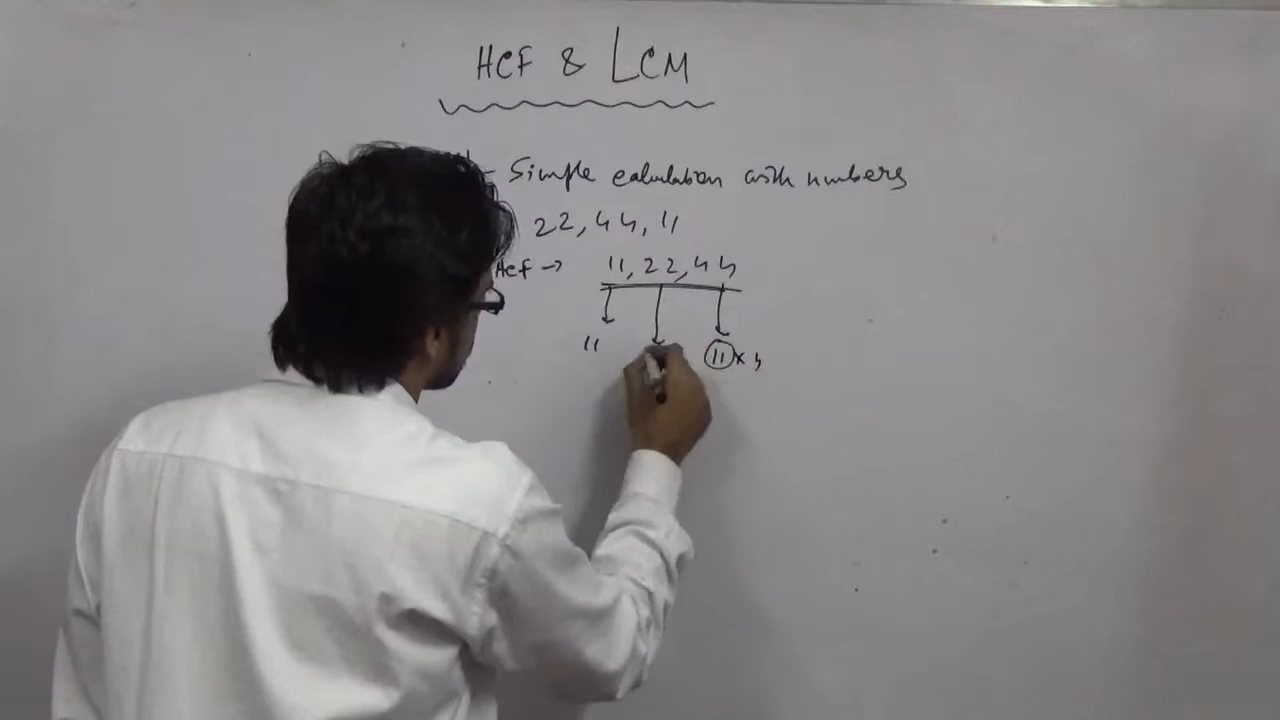 HCF & LCM
- Simple calculation with numbers
22, 44, 11
Hcf → 11, 22, 44
11 11 × 4